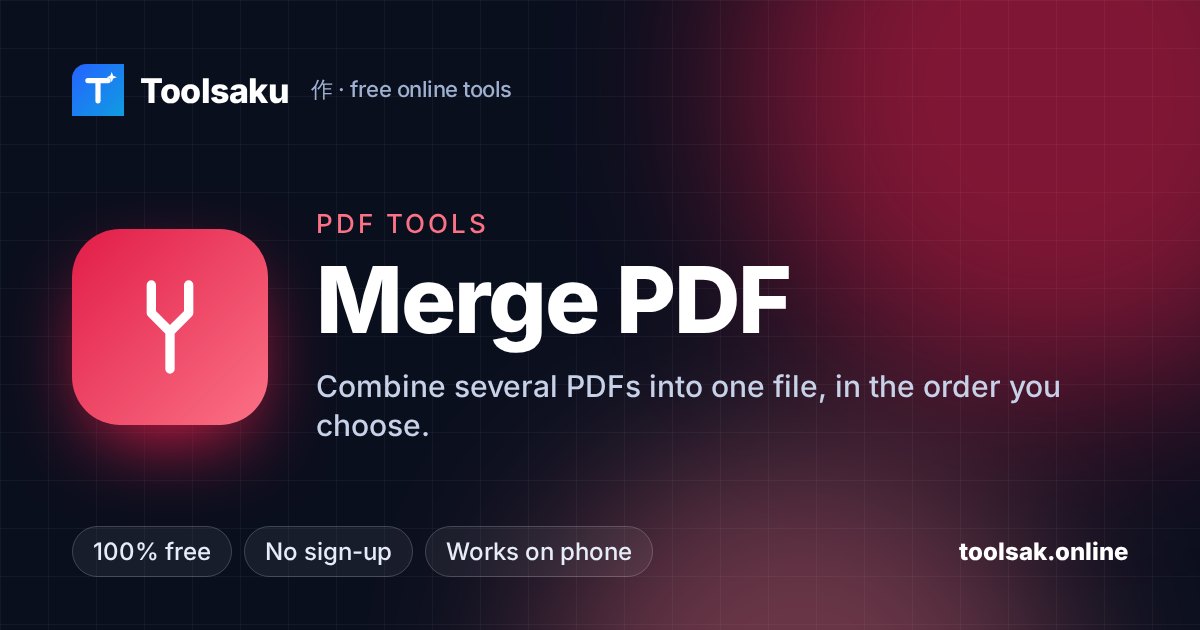 Toolsaku 作 · free online tools
PDF TOOLS
Merge PDF
Combine several PDFs into one file, in the order you
choose.
100% free No sign-up Works on phone toolsak.online